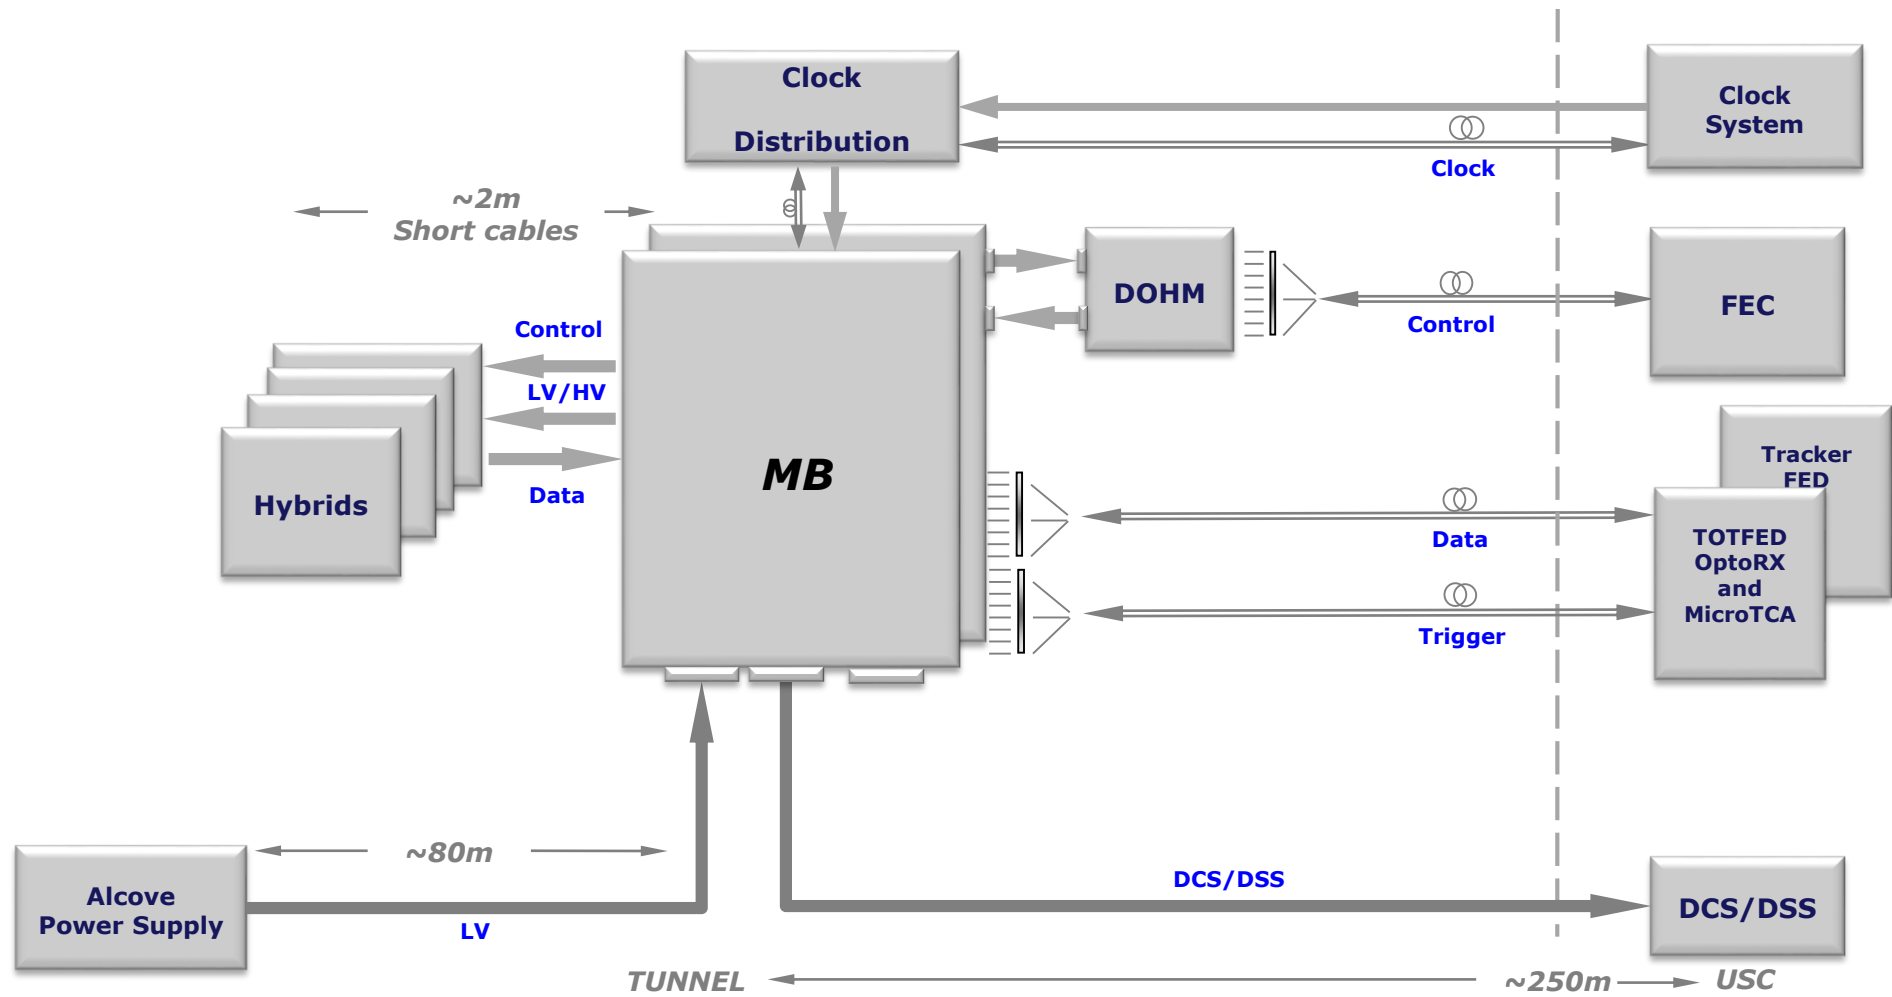 Clock
Distribution
Clock
System
Clock
~2m
Short cables
DOHM
Control
FEC
Control
LV/HV
Data
Hybrids
MB
Tracker
FED
TOTFED
OptoRX
and
MicroTCA
Data
Trigger
~80m
Alcove
Power Supply
LV
DCS/DSS
DCS/DSS
TUNNEL
~250m
USC